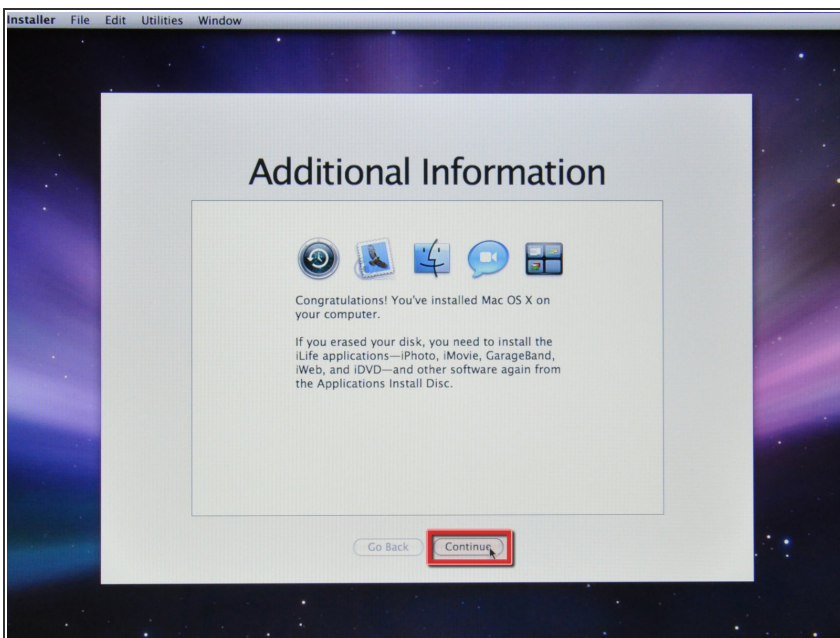 Installer File Edit Utilities Window
Additional Information
Congratulations! You've installed Mac OS X on
your computer.
If you erased your disk, you need to install the
iLife applications—iPhoto, iMovie, GarageBand,
iWeb, and iDVD—and other software again from
the Applications Install Disc.
Go Back Continue